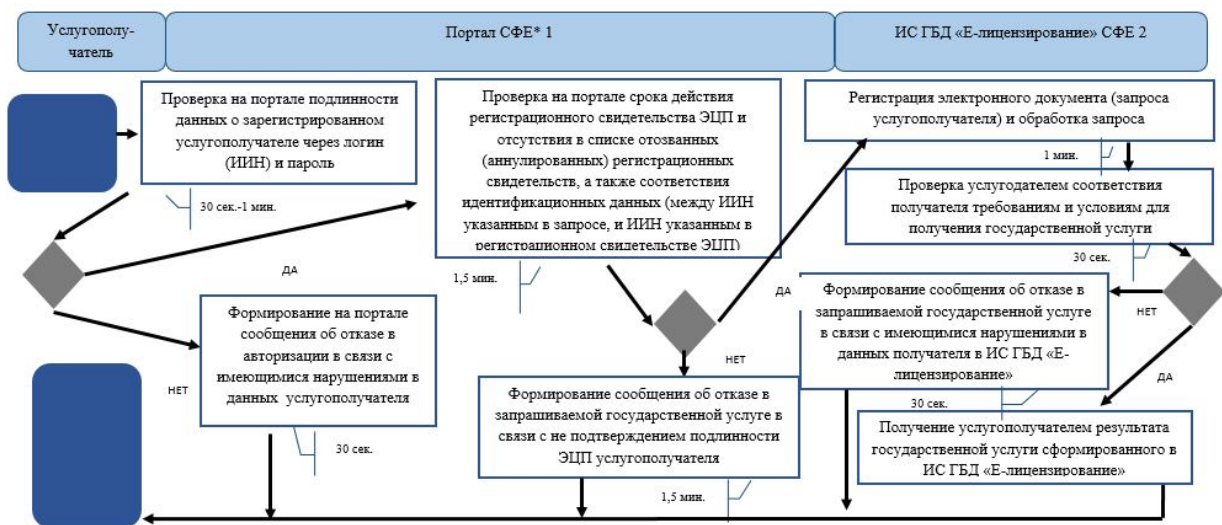 Услугополу-
чатель
Портал СФЕ* 1
ИС ГБД «Е-лицензирование» СФЕ 2
Проверка на портале подлинности
данных о зарегистрированном
услугополучателе через логин
(ИИН) и пароль
30 сек.-1 мин.
Проверка на портале срока действия
регистрационного свидетельства ЭЦП и
отсутствия в списке отозванных
(аннулированных) регистрационных
свидетельств, а также соответствия
идентификационных данных (между ИИН
указанным в запросе, и ИИН указанным в
регистрационном свидетельстве ЭЦП)
1,5 мин.
Регистрация электронного документа (запроса
услугополучателя) и обработка запроса
1 мин.
Проверка услугодателем соответствия
получателя требованиям и условиям для
получения государственной услуги
30 сек.
ДА
ДА
НЕТ
Формирование на портале
сообщения об отказе в
авторизации в связи с
имеющимися нарушениями в
данных услугополучателя
НЕТ
30 сек.
НЕТ
Формирование сообщения об отказе в
запрашиваемой государственной услуге в
связи с не подтверждением подлинности
ЭЦП услугополучателя
1,5 мин.
Формирование сообщения об отказе в
запрашиваемой государственной услуге
в связи с имеющимися нарушениями в
данных получателя в ИС ГБД «Е-
лицензирование»
30 сек.
ДА
Получение услугополучателем результата
государственной услуги сформированного в
ИС ГБД «Е-лицензирование»